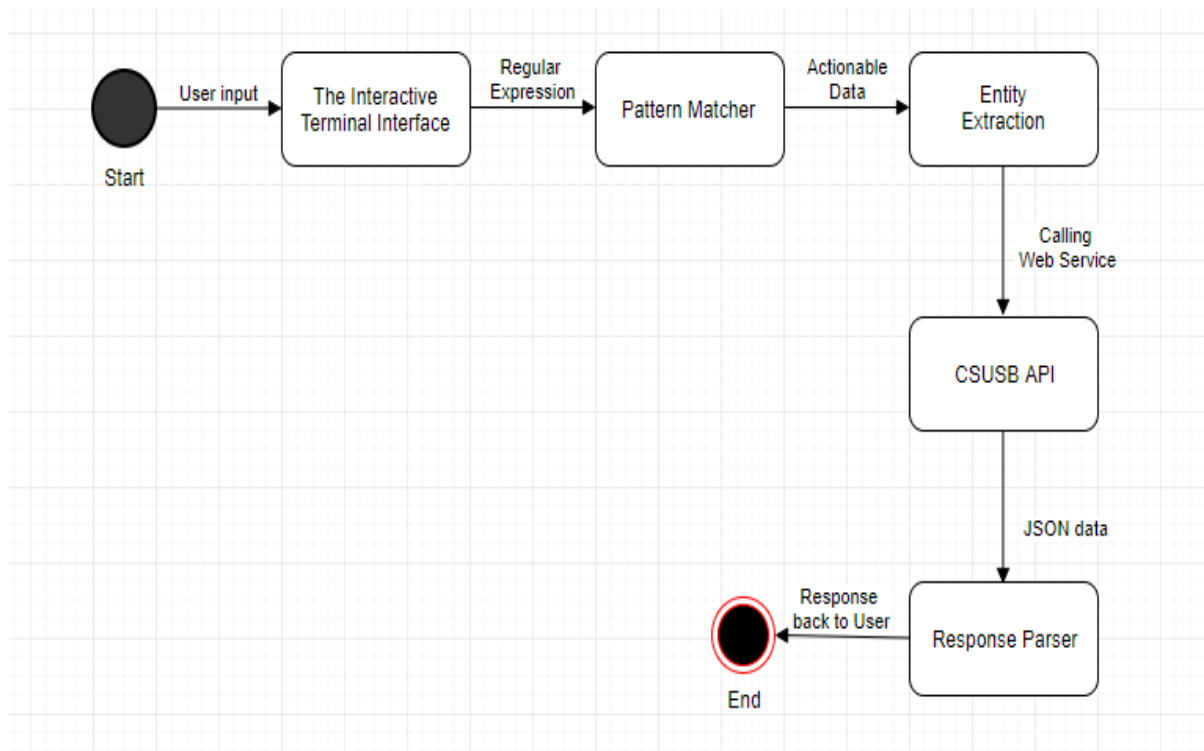 User input
Start
The Interactive
Terminal Interface
Regular
Expression
Pattern Matcher
Actionable
Data
Entity
Extraction
Calling
Web Service
CSUSB API
JSON data
Response Parser
Response
back to User
End